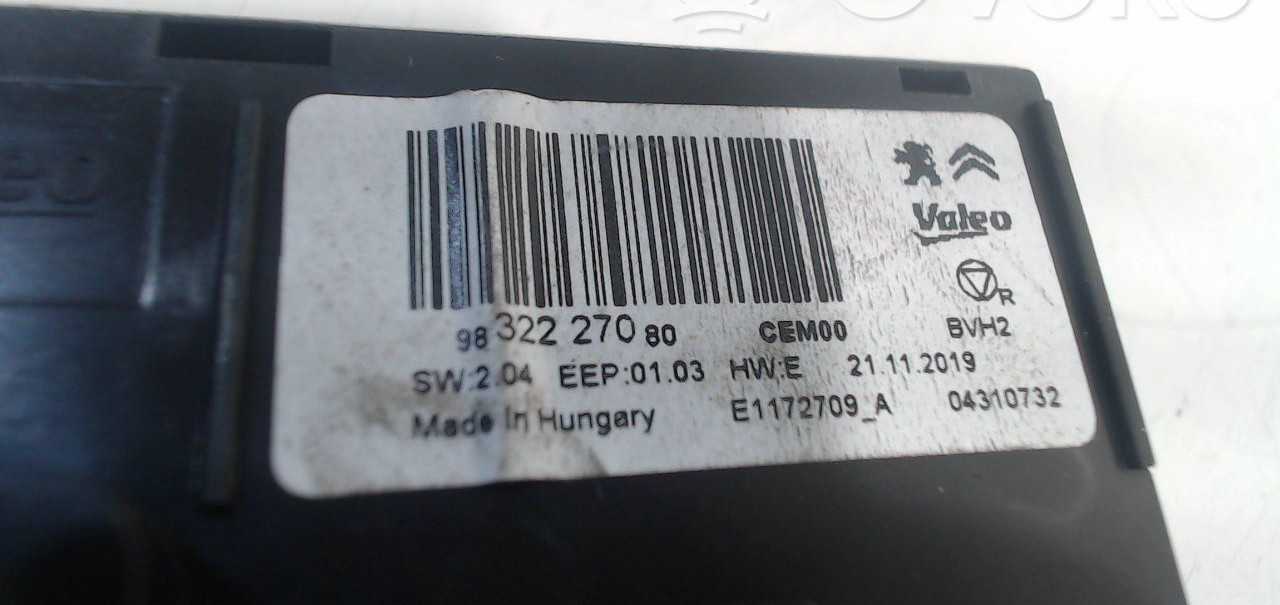 Valeo
R
98 322 270 80 CEM00 BVH2
SW:2.04 EEP:01.03 HW:E 21.11.2019
Made In Hungary E1172709_A 04310732